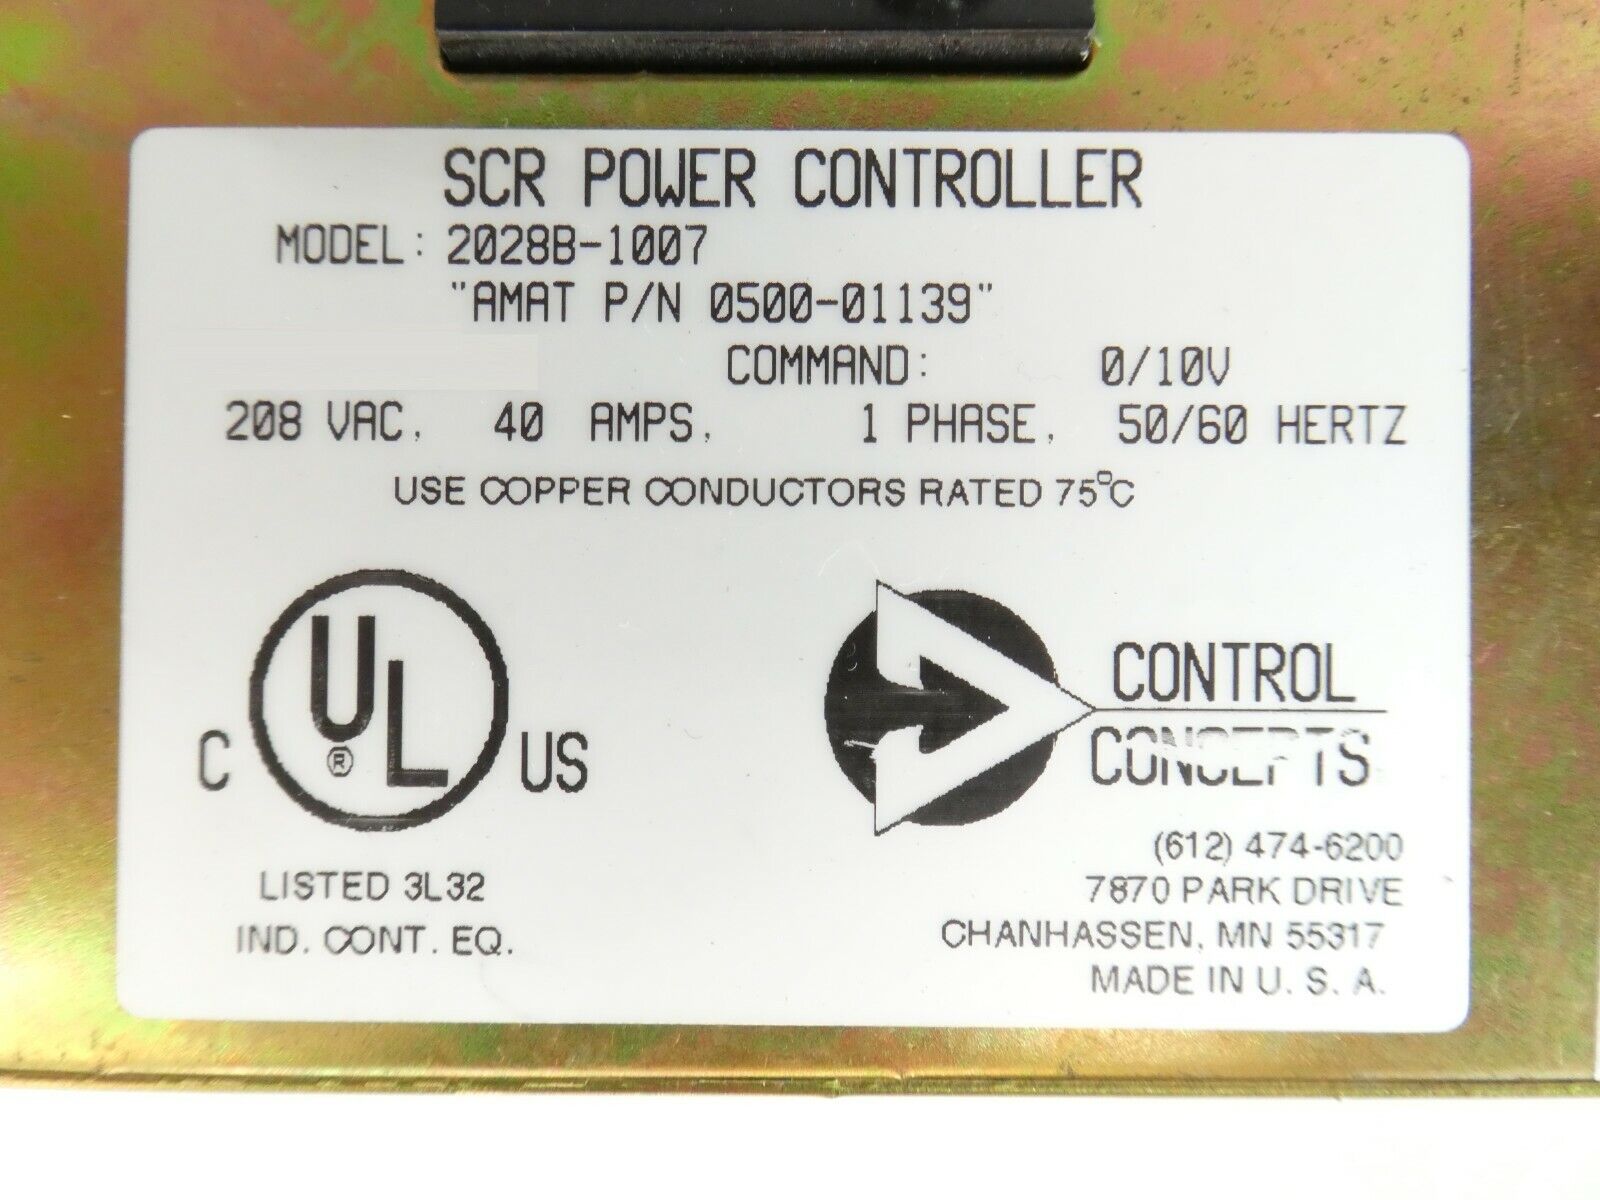 SCR POWER CONTROLLER
MODEL: 2028B-1007
"AMAT P/N 0500-01139"
COMMAND: 0/10V
208 VAC, 40 AMPS, 1 PHASE, 50/60 HERTZ
USE COPPER CONDUCTORS RATED 75°C
C UL ® US
LISTED 3L32
IND. CONT. EQ.
CONTROL
CONCEPTS
(612) 474-6200
7870 PARK DRIVE
CHANHASSEN, MN 55317
MADE IN U. S. A.